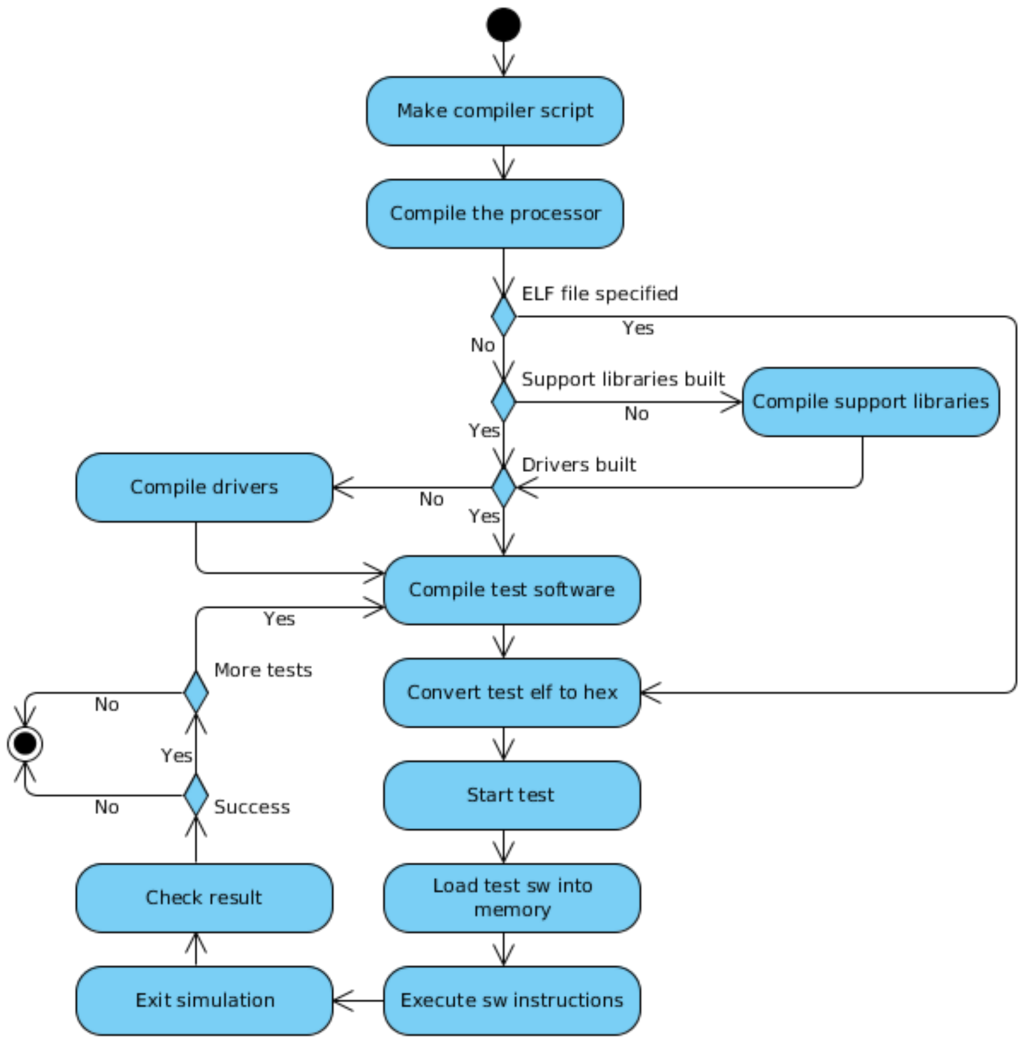 Make compiler script
Compile the processor
ELF file specified
Yes
No
Support libraries built
Compile support libraries
No
Yes
Drivers built
Compile drivers
No
Yes
Compile test software
Yes
More tests
Convert test elf to hex
No
Yes
Start test
No
Success
Check result
Load test sw into
memory
Exit simulation
Execute sw instructions